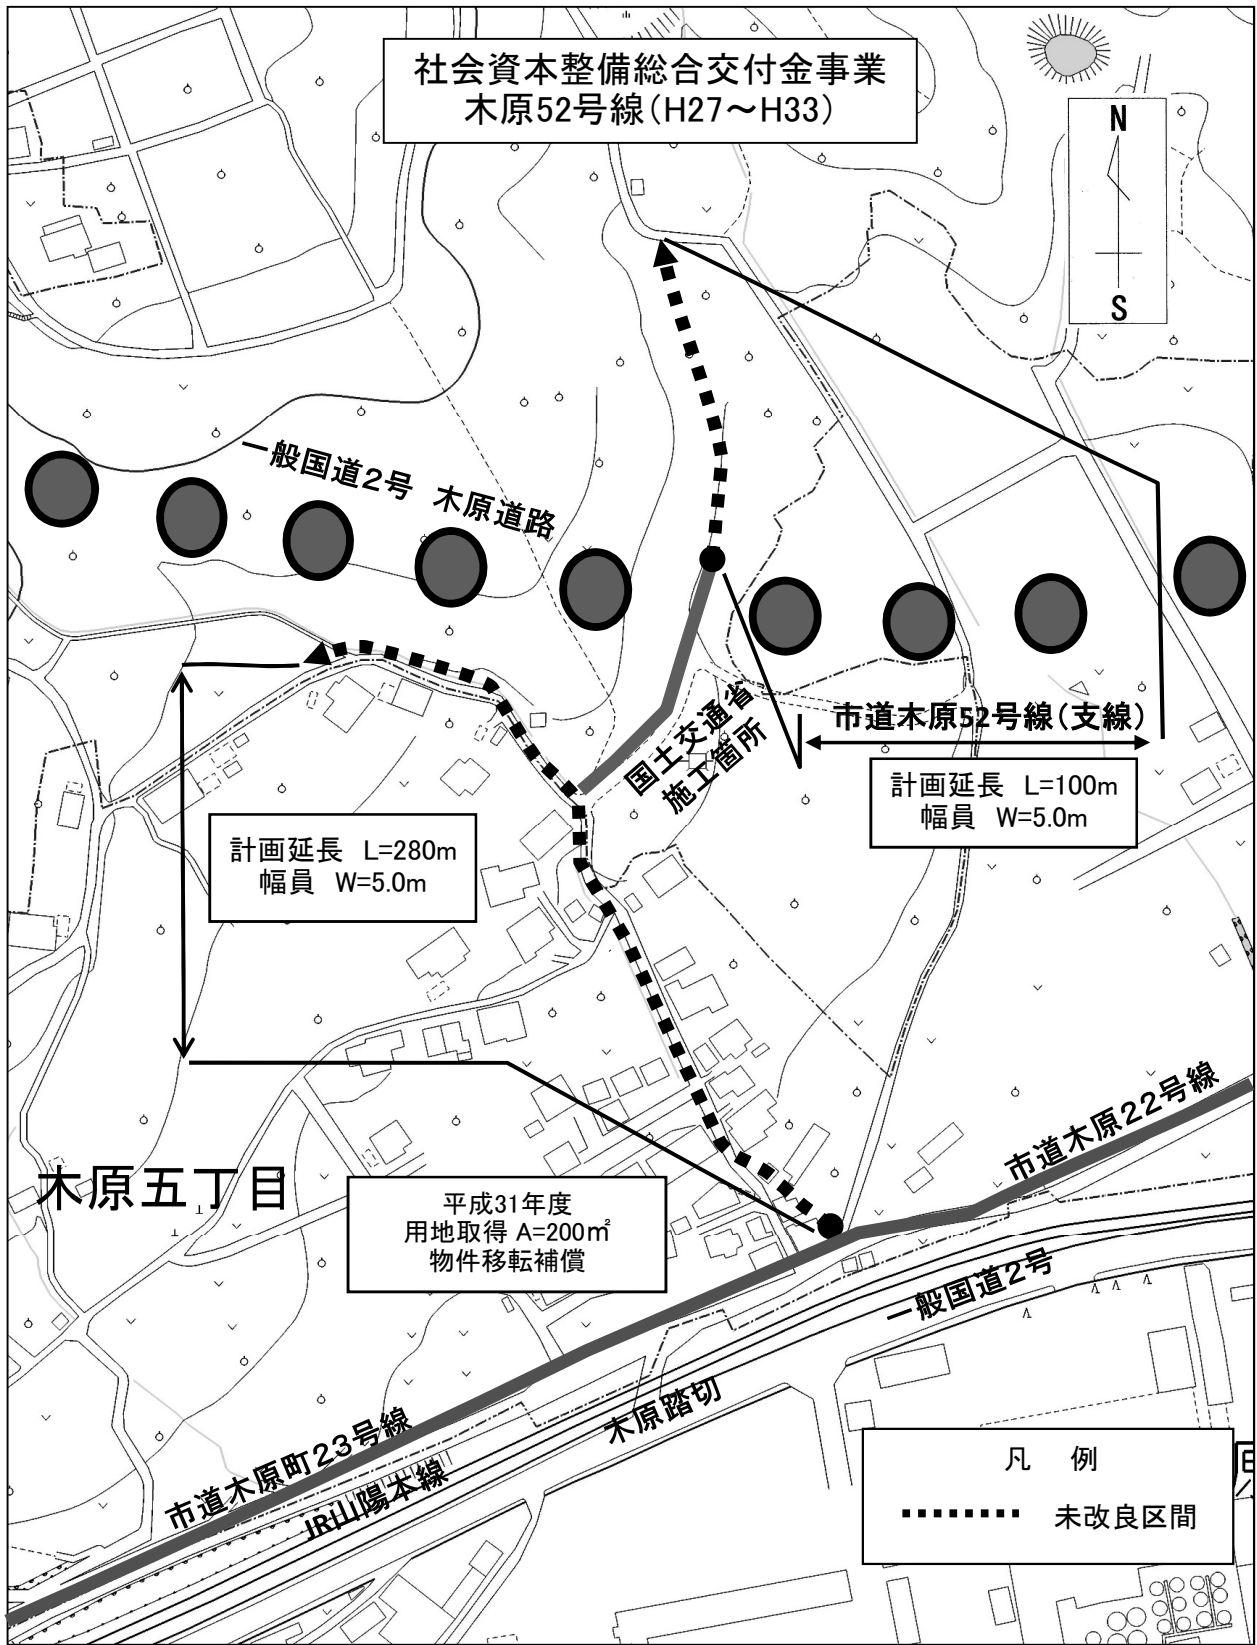 社会資本整備総合交付金事業
木原52号線(H27～H33)
N
S
一般国道2号 木原道路
国土交通省
施工箇所
市道木原52号線(支線)
計画延長 L=100m
幅員 W=5.0m
計画延長 L=280m
幅員 W=5.0m
市道木原22号線
木原五丁目
平成31年度
用地取得 A=200㎡
物件移転補償
一般国道2号
木原踏切
市道木原町23号線
JR山陽本線
凡 例
未改良区間